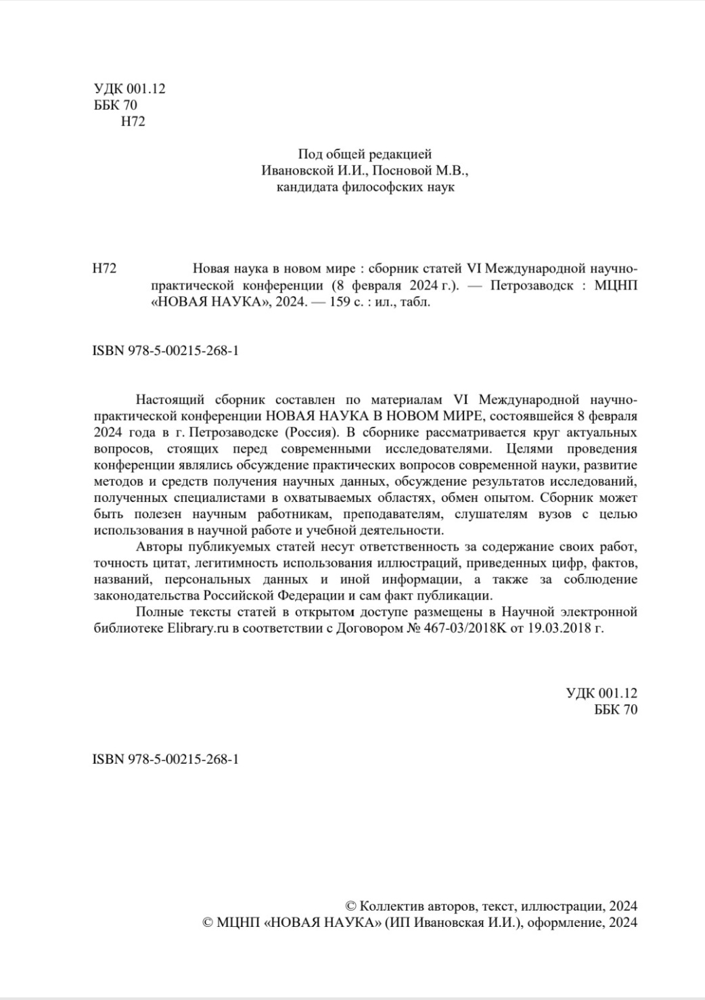 УДК 001.12
ББК 70
Н72
Под общей редакцией
Ивановской И.И., Посновой М.В.,
кандидата философских наук
Н72 Новая наука в новом мире : сборник статей VI Международной научно-
практической конференции (8 февраля 2024 г.). — Петрозаводск : МЦНП
«НОВАЯ НАУКА», 2024. — 159 с. : ил., табл.
ISBN 978-5-00215-268-1
Настоящий сборник составлен по материалам VI Международной научно-
практической конференции НОВАЯ НАУКА В НОВОМ МИРЕ, состоявшейся 8 февраля
2024 года в г. Петрозаводске (Россия). В сборнике рассматривается круг актуальных
вопросов, стоящих перед современными исследователями. Целями проведения
конференции являлись обсуждение практических вопросов современной науки, развитие
методов и средств получения научных данных, обсуждение результатов исследований,
полученных специалистами в охватываемых областях, обмен опытом. Сборник может
быть полезен научным работникам, преподавателям, слушателям вузов с целью
использования в научной работе и учебной деятельности.
Авторы публикуемых статей несут ответственность за содержание своих работ,
точность цитат, легитимность использования иллюстраций, приведенных цифр, фактов,
названий, персональных данных и иной информации, а также за соблюдение
законодательства Российской Федерации и сам факт публикации.
Полные тексты статей в открытом доступе размещены в Научной электронной
библиотеке Elibrary.ru в соответствии с Договором № 467-03/2018K от 19.03.2018 г.
УДК 001.12
ББК 70
ISBN 978-5-00215-268-1
© Коллектив авторов, текст, иллюстрации, 2024
© МЦНП «НОВАЯ НАУКА» (ИП Ивановская И.И.), оформление, 2024